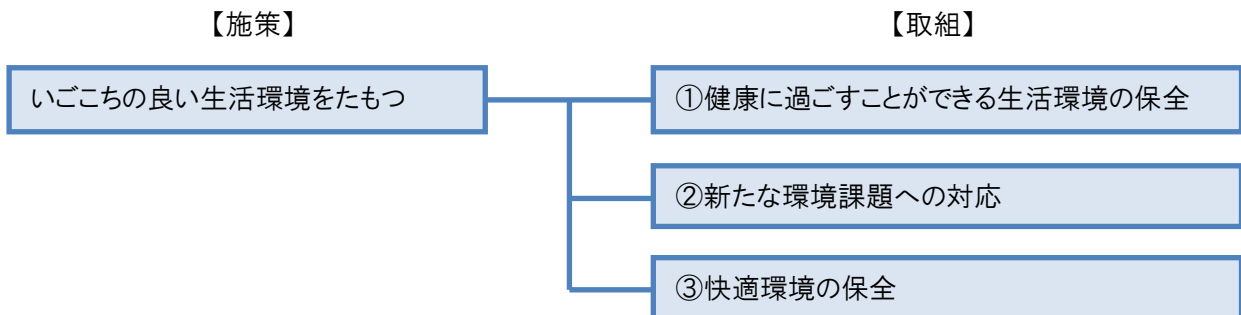 【施策】
【取組】
いごこちの良い生活環境をたもつ
①健康に過ごすことができる生活環境の保全
②新たな環境課題への対応
③快適環境の保全